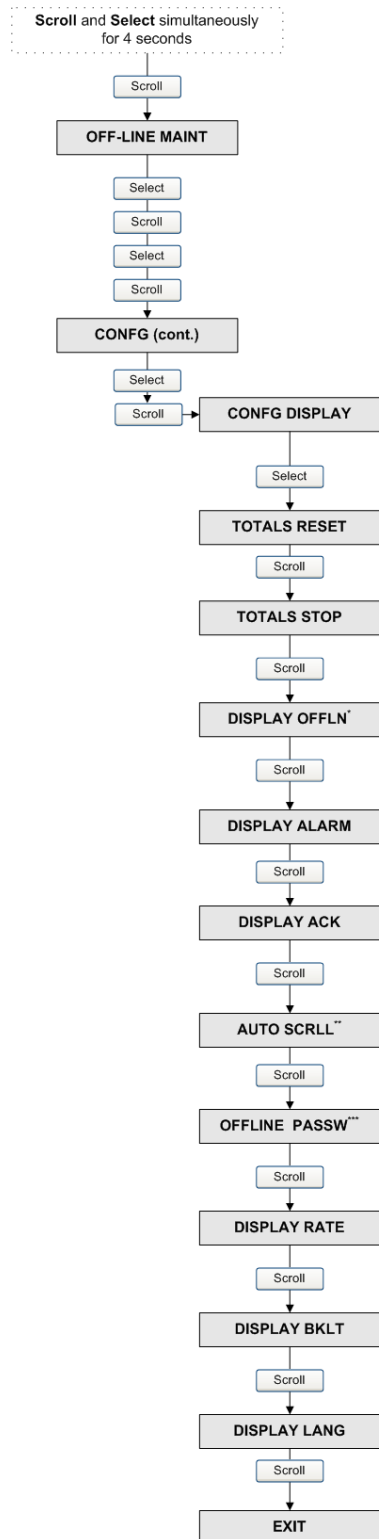 Scroll and Select simultaneously
for 4 seconds
Scroll
OFF-LINE MAINT
Select
Scroll
Select
Scroll
CONFG (cont.)
Select
Scroll
CONFG DISPLAY
Select
TOTALS RESET
Scroll
TOTALS STOP
Scroll
DISPLAY OFFLN*
Scroll
DISPLAY ALARM
Scroll
DISPLAY ACK
Scroll
AUTO SCRLL**
Scroll
OFFLINE PASSW***
Scroll
DISPLAY RATE
Scroll
DISPLAY BKLT
Scroll
DISPLAY LANG
Scroll
EXIT